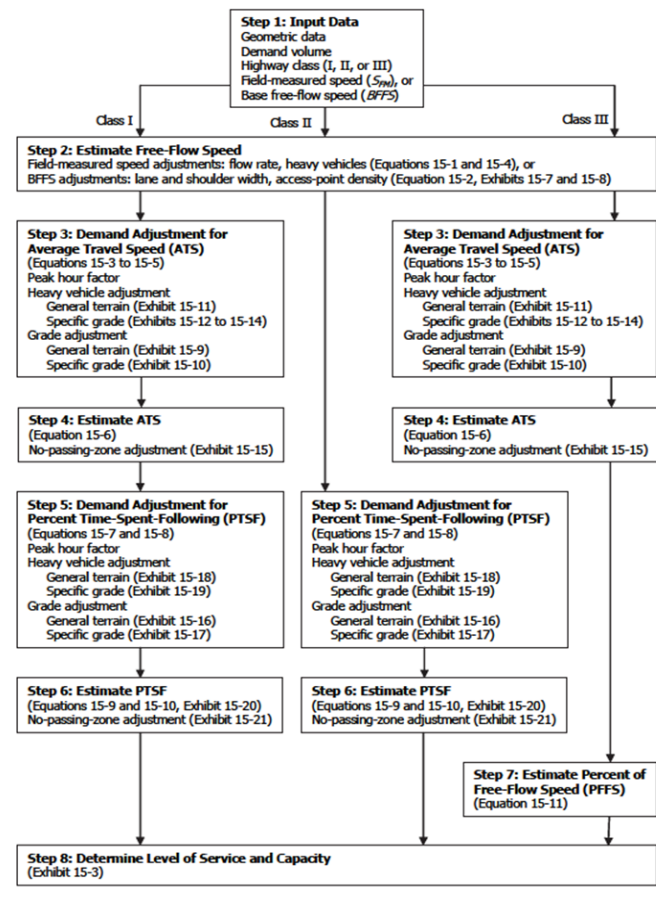 Step 1: Input Data
Geometric data
Demand volume
Highway class (I, II, or III)
Field-measured speed (S_FM), or
Base free-flow speed (BFFS)
Class I
Class II
Class III
Step 2: Estimate Free-Flow Speed
Field-measured speed adjustments: flow rate, heavy vehicles (Equations 15-1 and 15-4), or
BFFS adjustments: lane and shoulder width, access-point density (Equation 15-2, Exhibits 15-7 and 15-8)
Step 3: Demand Adjustment for
Average Travel Speed (ATS)
(Equations 15-3 to 15-5)
Peak hour factor
Heavy vehicle adjustment
General terrain (Exhibit 15-11)
Specific grade (Exhibits 15-12 to 15-14)
Grade adjustment
General terrain (Exhibit 15-9)
Specific grade (Exhibit 15-10)
Step 3: Demand Adjustment for
Average Travel Speed (ATS)
(Equations 15-3 to 15-5)
Peak hour factor
Heavy vehicle adjustment
General terrain (Exhibit 15-11)
Specific grade (Exhibits 15-12 to 15-14)
Grade adjustment
General terrain (Exhibit 15-9)
Specific grade (Exhibit 15-10)
Step 4: Estimate ATS
(Equation 15-6)
No-passing-zone adjustment (Exhibit 15-15)
Step 4: Estimate ATS
(Equation 15-6)
No-passing-zone adjustment (Exhibit 15-15)
Step 5: Demand Adjustment for
Percent Time-Spent-Following (PTSF)
(Equations 15-7 and 15-8)
Peak hour factor
Heavy vehicle adjustment
General terrain (Exhibit 15-18)
Specific grade (Exhibit 15-19)
Grade adjustment
General terrain (Exhibit 15-16)
Specific grade (Exhibit 15-17)
Step 5: Demand Adjustment for
Percent Time-Spent-Following (PTSF)
(Equations 15-7 and 15-8)
Peak hour factor
Heavy vehicle adjustment
General terrain (Exhibit 15-18)
Specific grade (Exhibit 15-19)
Grade adjustment
General terrain (Exhibit 15-16)
Specific grade (Exhibit 15-17)
Step 6: Estimate PTSF
(Equations 15-9 and 15-10, Exhibit 15-20)
No-passing-zone adjustment (Exhibit 15-21)
Step 6: Estimate PTSF
(Equations 15-9 and 15-10, Exhibit 15-20)
No-passing-zone adjustment (Exhibit 15-21)
Step 7: Estimate Percent of
Free-Flow Speed (PFFS)
(Equation 15-11)
Step 8: Determine Level of Service and Capacity
(Exhibit 15-3)